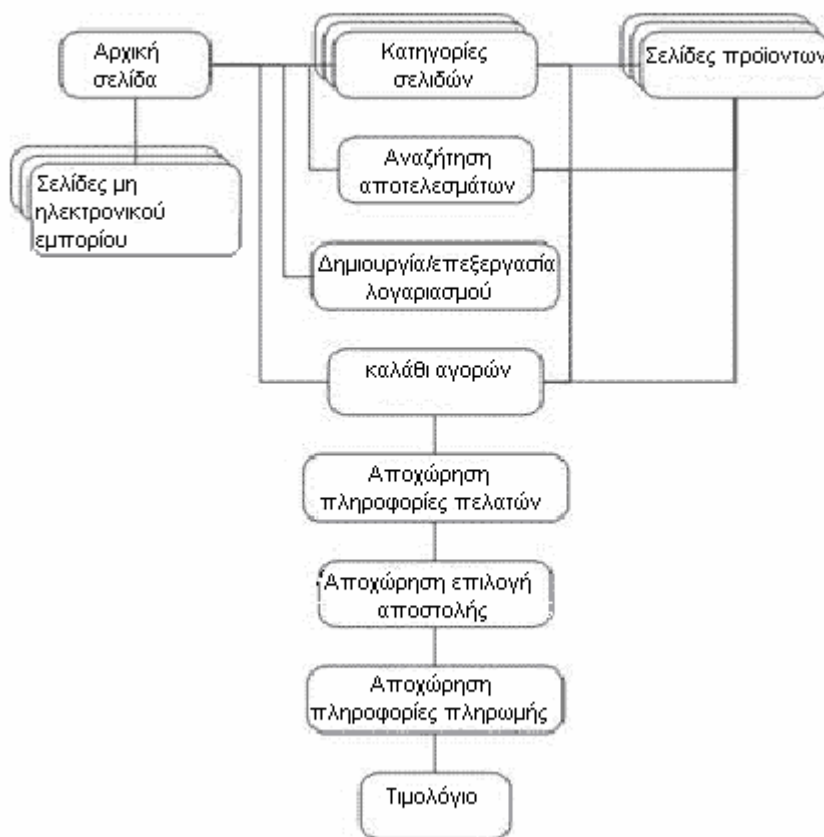 Αρχική
σελίδα
Κατηγορίες
σελιδών
Σελίδες προϊοντων
Αναζήτηση
αποτελεσμάτων
Σελίδες μη
ηλεκτρονικού
εμπορίου
Δημιουργία/επεξεργασία
λογαριασμού
καλάθι αγορών
Αποχώρηση
πληροφορίες πελατών
Αποχώρηση επιλογή
αποστολής
Αποχώρηση
πληροφορίες πληρωμής
Τιμολόγιο